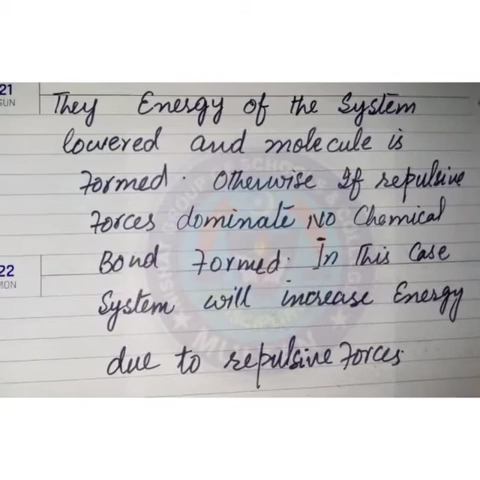 21
SUN
They Energy of the System
lowered and molecule is
Formed. Otherwise If repulsive
Forces dominate No Chemical
Bond Formed. In This Case
22
MON
System will increase Energy
due to repulsive Forces.